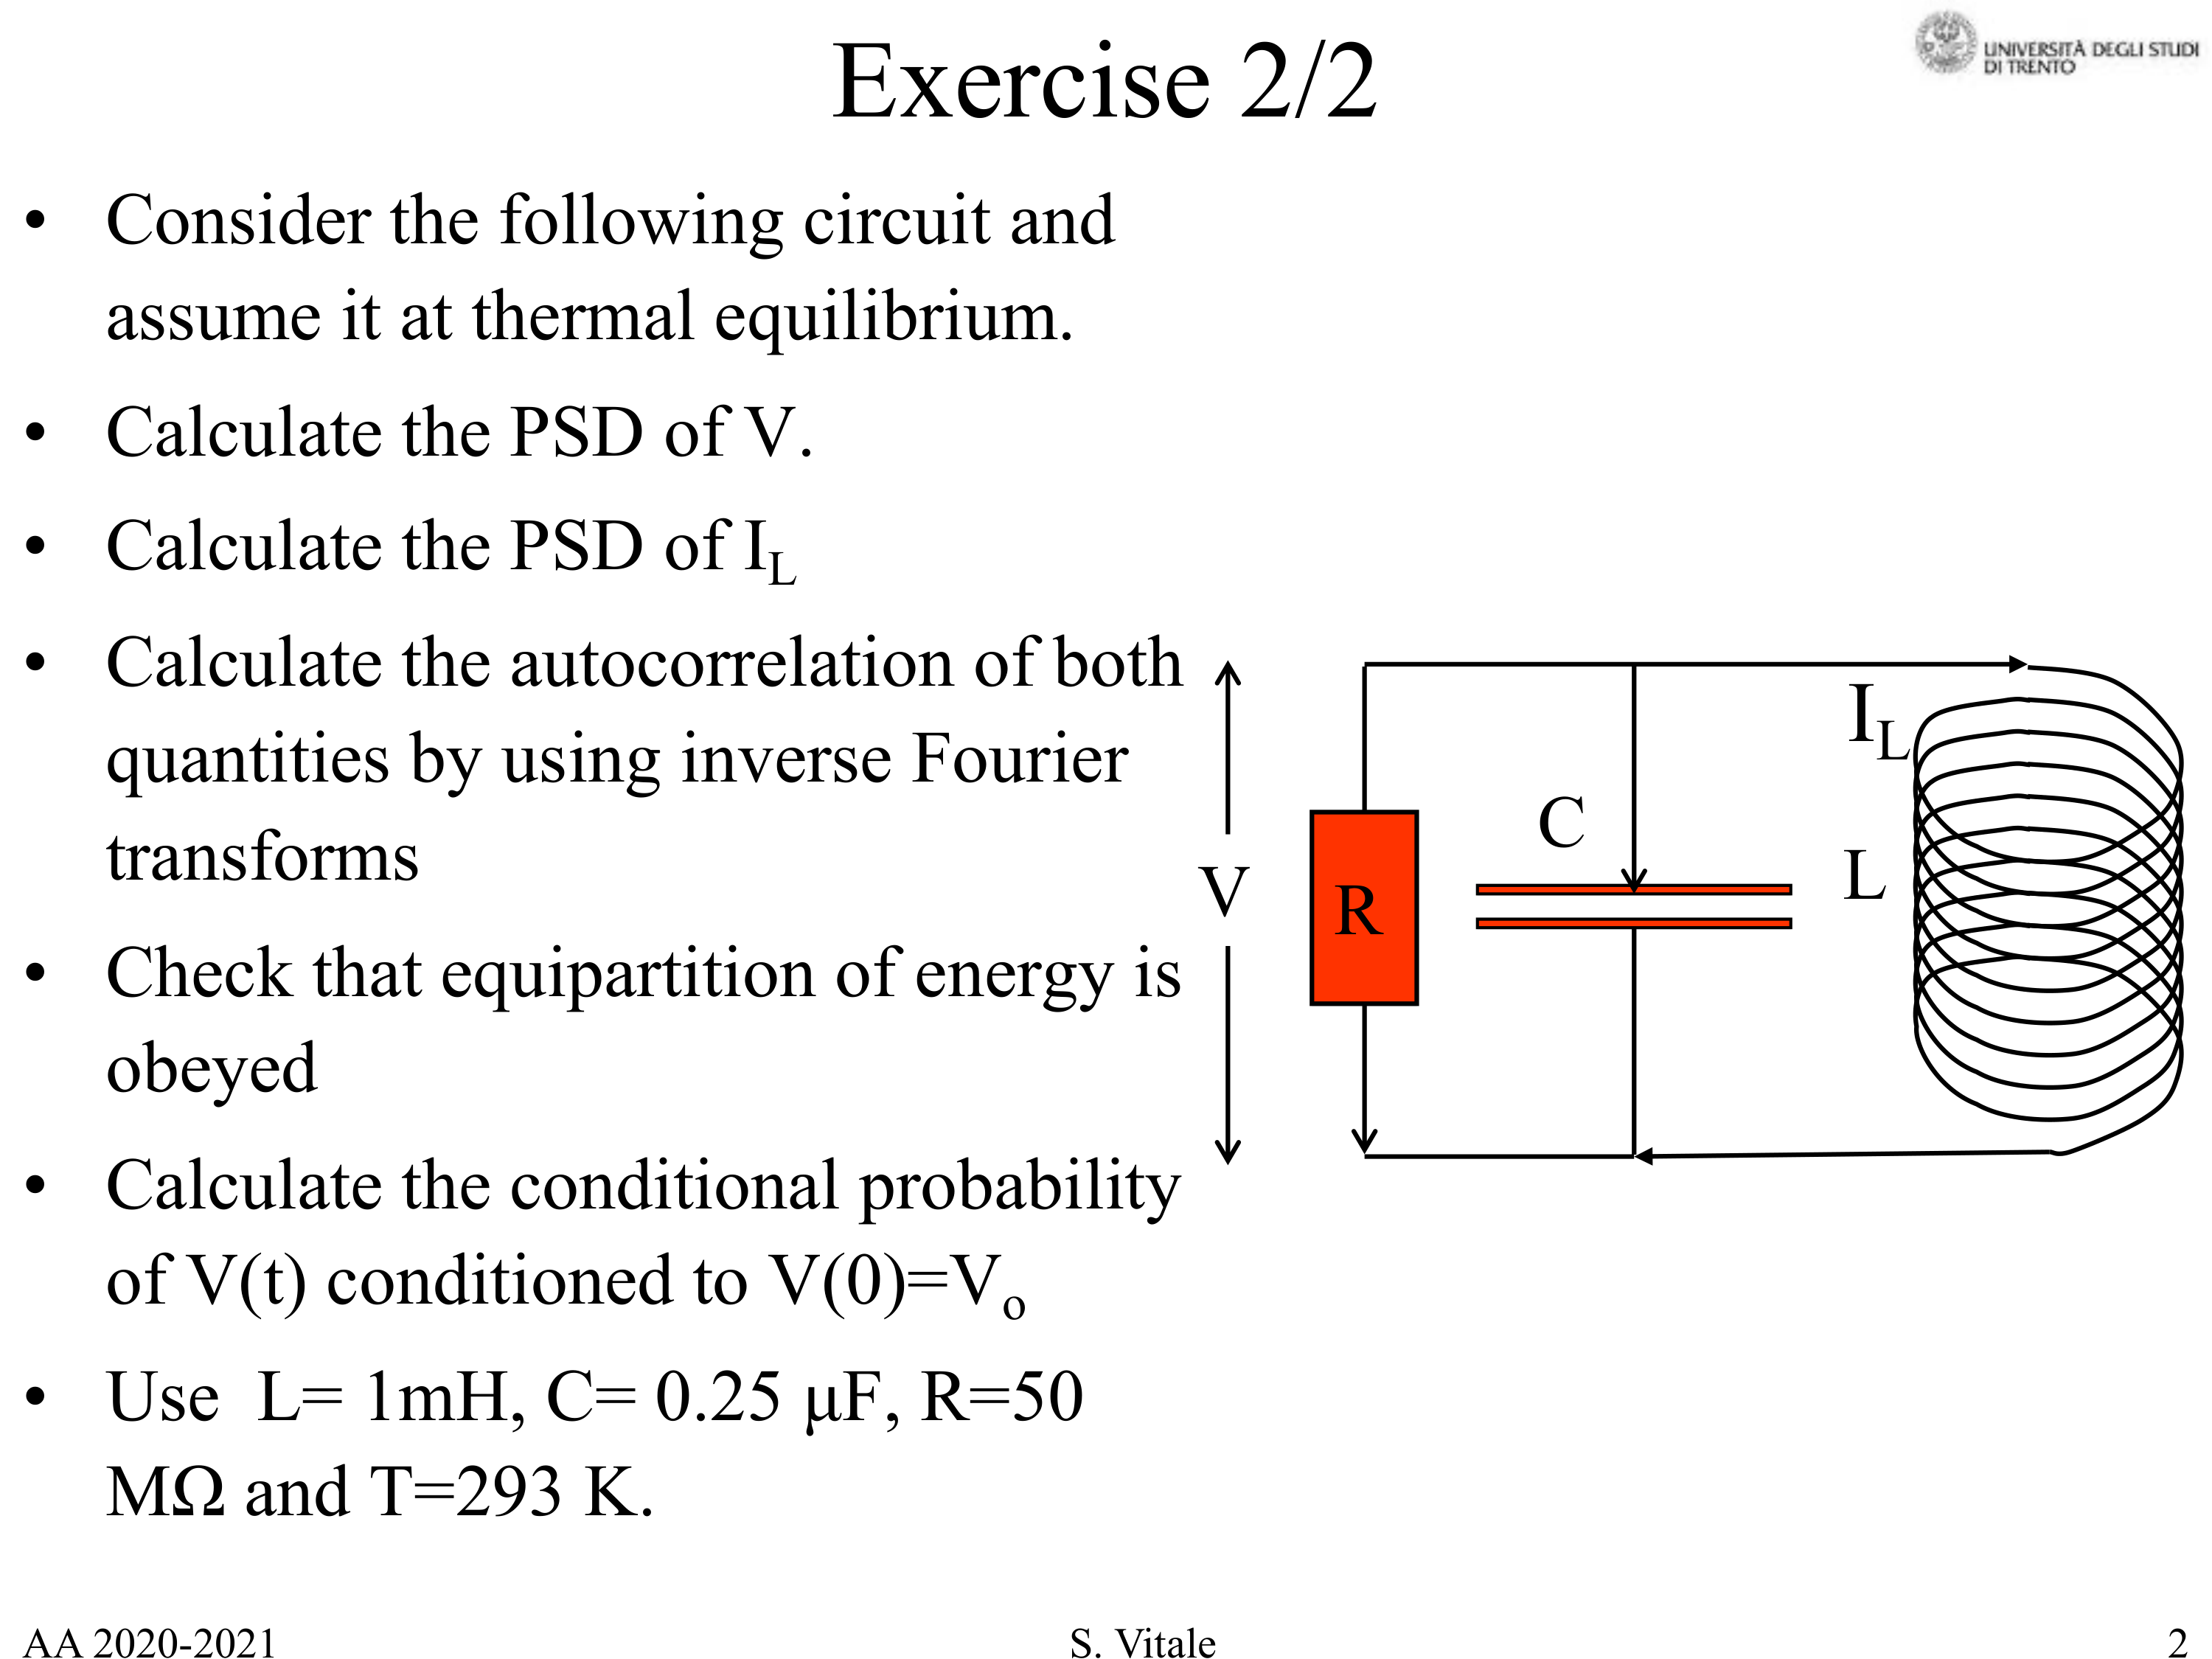 Exercise 2/2
UNIVERSITÀ DEGLI STUDI
DI TRENTO
• Consider the following circuit and
assume it at thermal equilibrium.
• Calculate the PSD of V.
• Calculate the PSD of I_L
• Calculate the autocorrelation of both
quantities by using inverse Fourier
transforms
• Check that equipartition of energy is
obeyed
• Calculate the conditional probability
of V(t) conditioned to V(0)=V_o
• Use L= 1mH, C= 0.25 μF, R=50
MΩ and T=293 K.
V
R
C
I_L
L
AA 2020-2021
S. Vitale
2